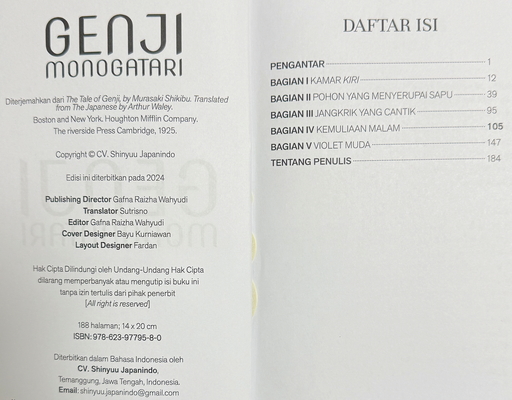 GENJI
MONOGATARI
Diterjemahkan dari The Tale of Genji, by Murasaki Shikibu. Translated
from The Japanese by Arthur Waley.
Boston and New York. Houghton Mifflin Company.
The riverside Press Cambridge, 1925.
Copyright © CV. Shinyuu Japanindo
Edisi ini diterbitkan pada 2024
Publishing Director Gafna Raizha Wahyudi
Translator Sutrisno
Editor Gafna Raizha Wahyudi
Cover Designer Bayu Kurniawan
Layout Designer Fardan
Hak Cipta Dilindungi oleh Undang-Undang Hak Cipta
dilarang memperbanyak atau mengutip isi buku ini
tanpa izin tertulis dari pihak penerbit
[All right is reserved]
188 halaman; 14 x 20 cm
ISBN: 978-623-97795-8-0
Diterbitkan dalam Bahasa Indonesia oleh
CV. Shinyuu Japanindo,
Temanggung, Jawa Tengah, Indonesia.
Email: shinyuu.japanindo@gmail.com
DAFTAR ISI
PENGANTAR 1
BAGIAN I KAMAR KIRI 12
BAGIAN II POHON YANG MENYERUPAI SAPU 39
BAGIAN III JANGKRIK YANG CANTIK 95
BAGIAN IV KEMULIAAN MALAM 105
BAGIAN V VIOLET MUDA 147
TENTANG PENULIS 184